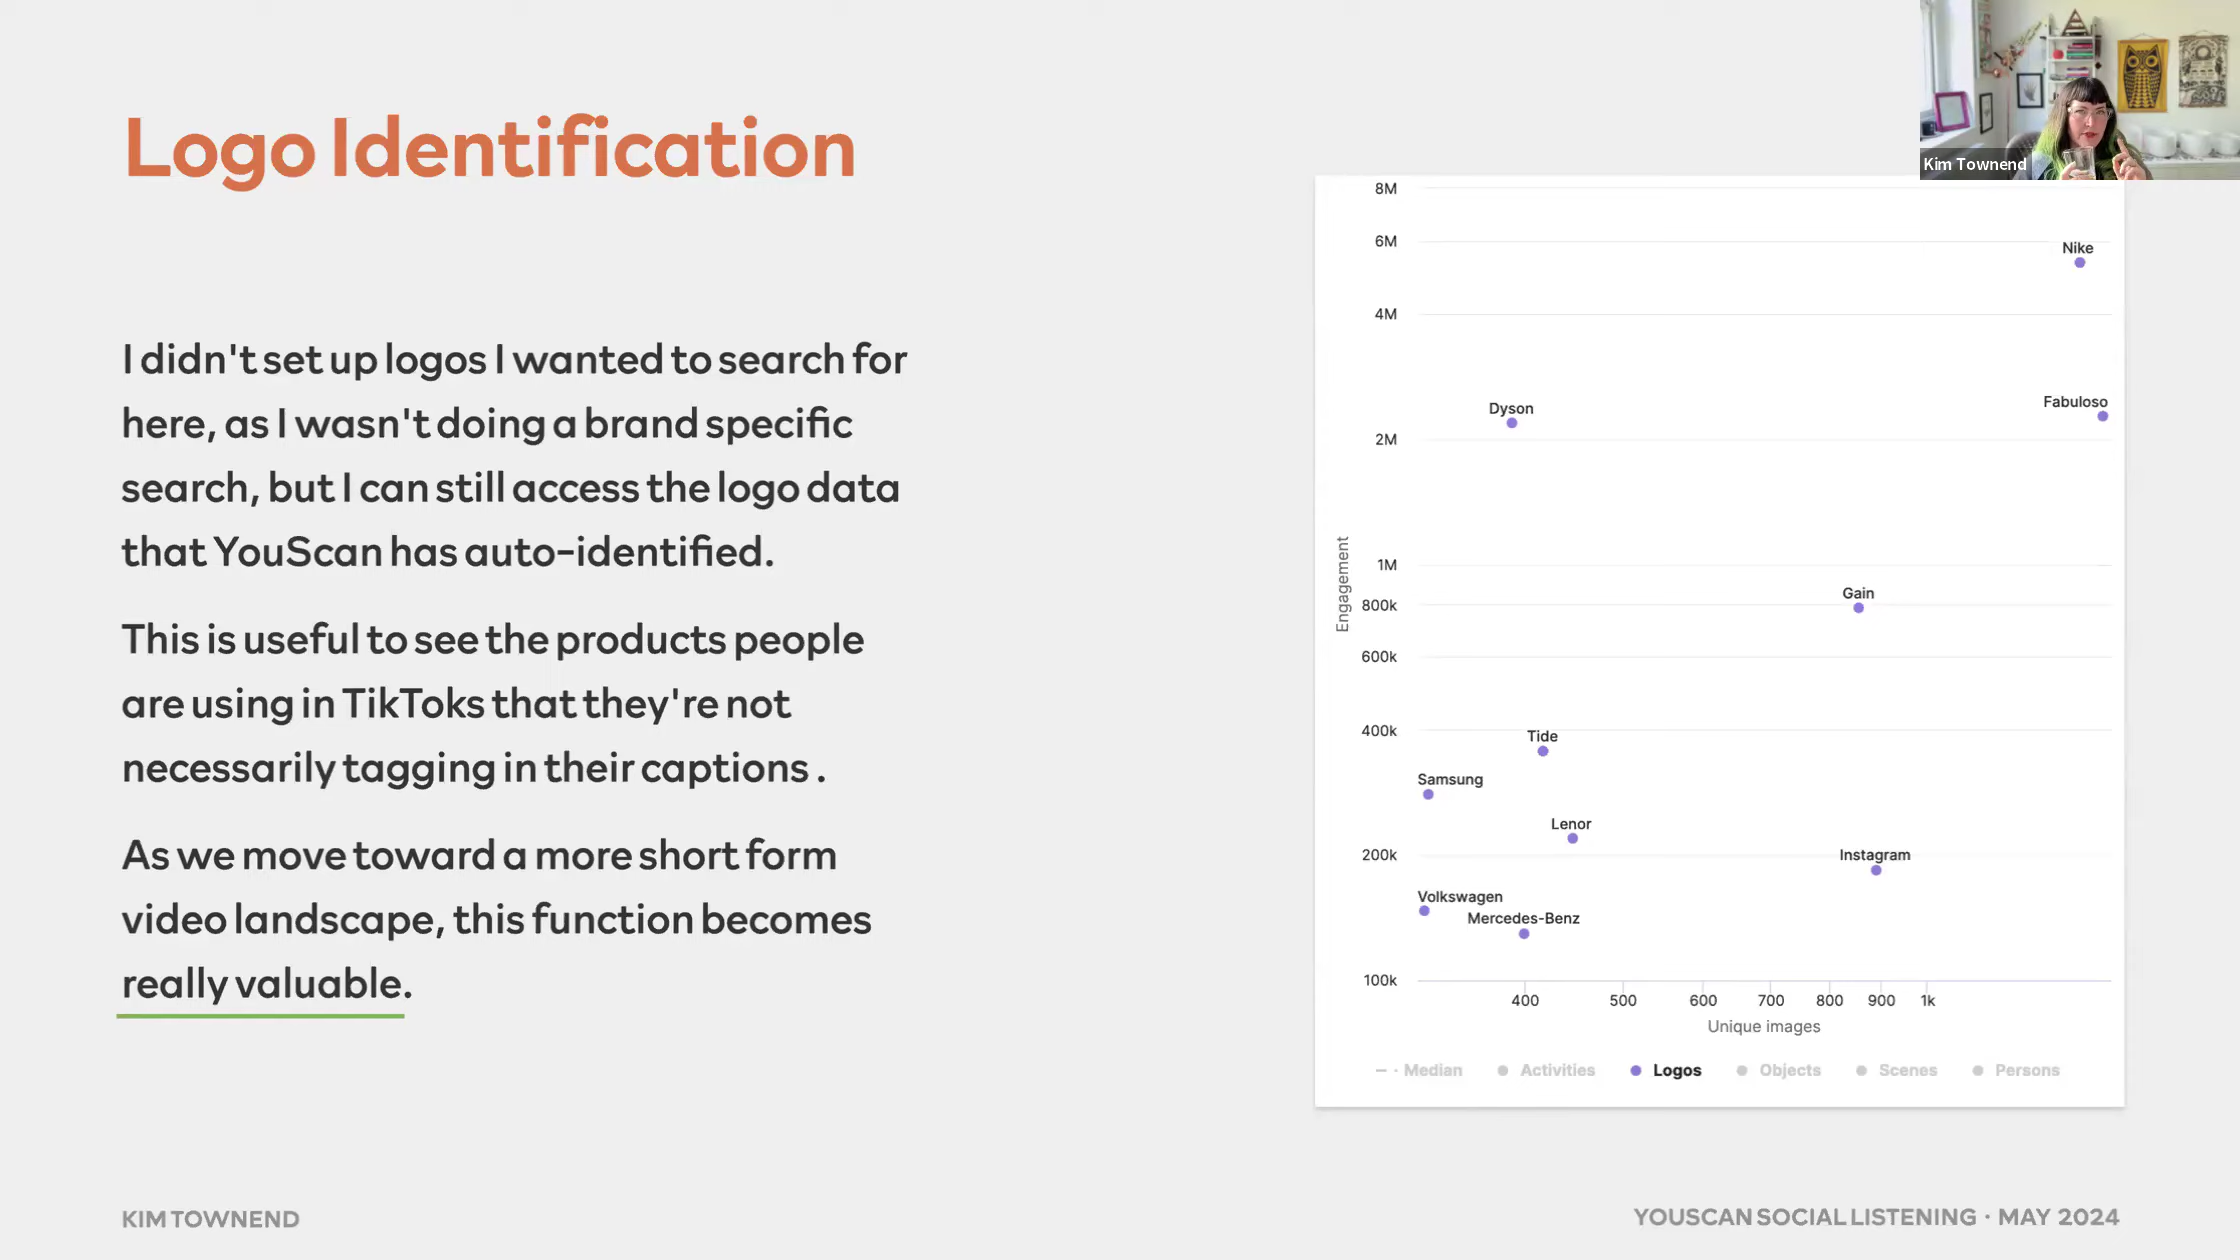 Logo Identification
I didn't set up logos I wanted to search for
here, as I wasn't doing a brand specific
search, but I can still access the logo data
that YouScan has auto-identified.
This is useful to see the products people
are using in TikToks that they're not
necessarily tagging in their captions .
As we move toward a more short form
video landscape, this function becomes
really valuable.
Kim Townend
8M
6M
Nike
4M
Dyson
Fabuloso
2M
Engagement
1M
Gain
800k
600k
400k
Tide
Samsung
Lenor
200k
Instagram
Volkswagen
Mercedes-Benz
100k
400 500 600 700 800 900 1k
Unique images
Median Activities Logos Objects Scenes Persons
KIM TOWNEND
YOUSCAN SOCIAL LISTENING · MAY 2024